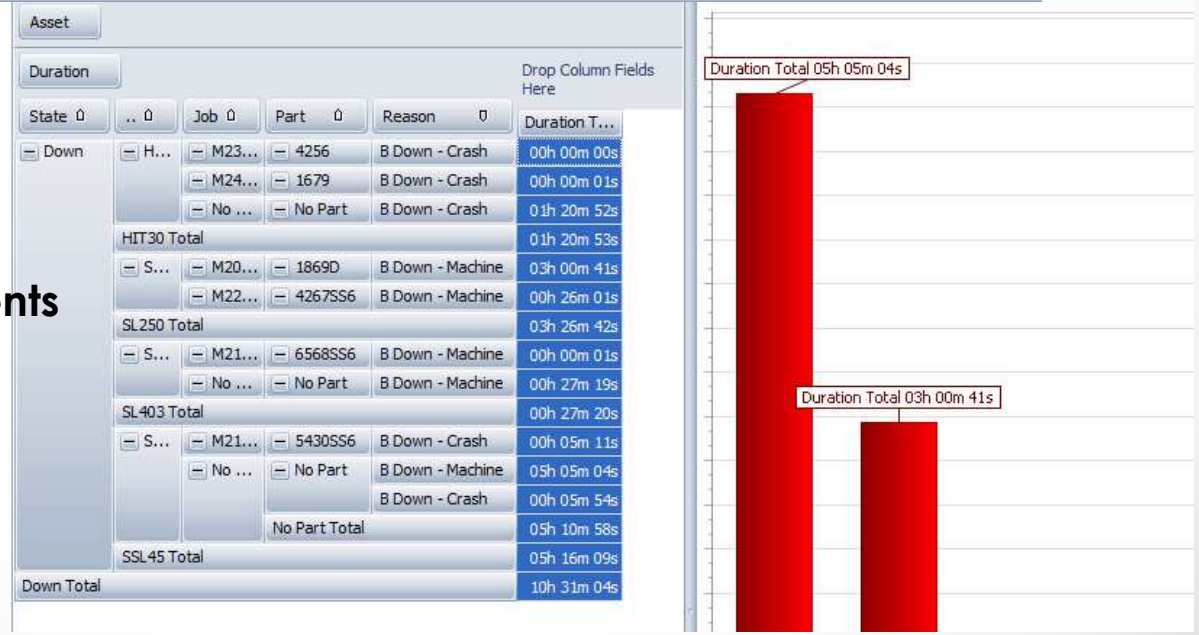 Asset
Duration
Drop Column Fields
Here
State .. Job Part Reason Duration T...
Down H... M23... 4256 B Down - Crash 00h 00m 00s
M24... 1679 B Down - Crash 00h 00m 01s
No ... No Part B Down - Crash 01h 20m 52s
HIT30 Total 01h 20m 53s
S... M20... 1869D B Down - Machine 03h 00m 41s
M22... 4267SS6 B Down - Machine 00h 26m 01s
SL250 Total 03h 26m 42s
S... M21... 6568SS6 B Down - Machine 00h 00m 01s
No ... No Part B Down - Machine 00h 27m 19s
SL403 Total 00h 27m 20s
S... M21... 5430SS6 B Down - Crash 00h 05m 11s
No ... No Part B Down - Machine 05h 05m 04s
B Down - Crash 00h 05m 54s
No Part Total 05h 10m 58s
SSL45 Total 05h 16m 09s
Down Total 10h 31m 04s
nts
Duration Total 05h 05m 04s
Duration Total 03h 00m 41s